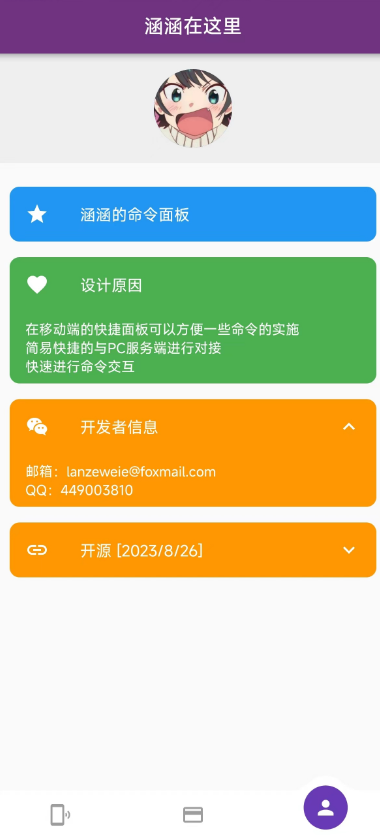 涵涵在这里
涵涵的命令面板
设计原因
在移动端的快捷面板可以方便一些命令的实施
简易快捷的与PC服务端进行对接
快速进行命令交互
开发者信息
邮箱：lanzeweie@foxmail.com
QQ：449003810
开源 [2023/8/26]